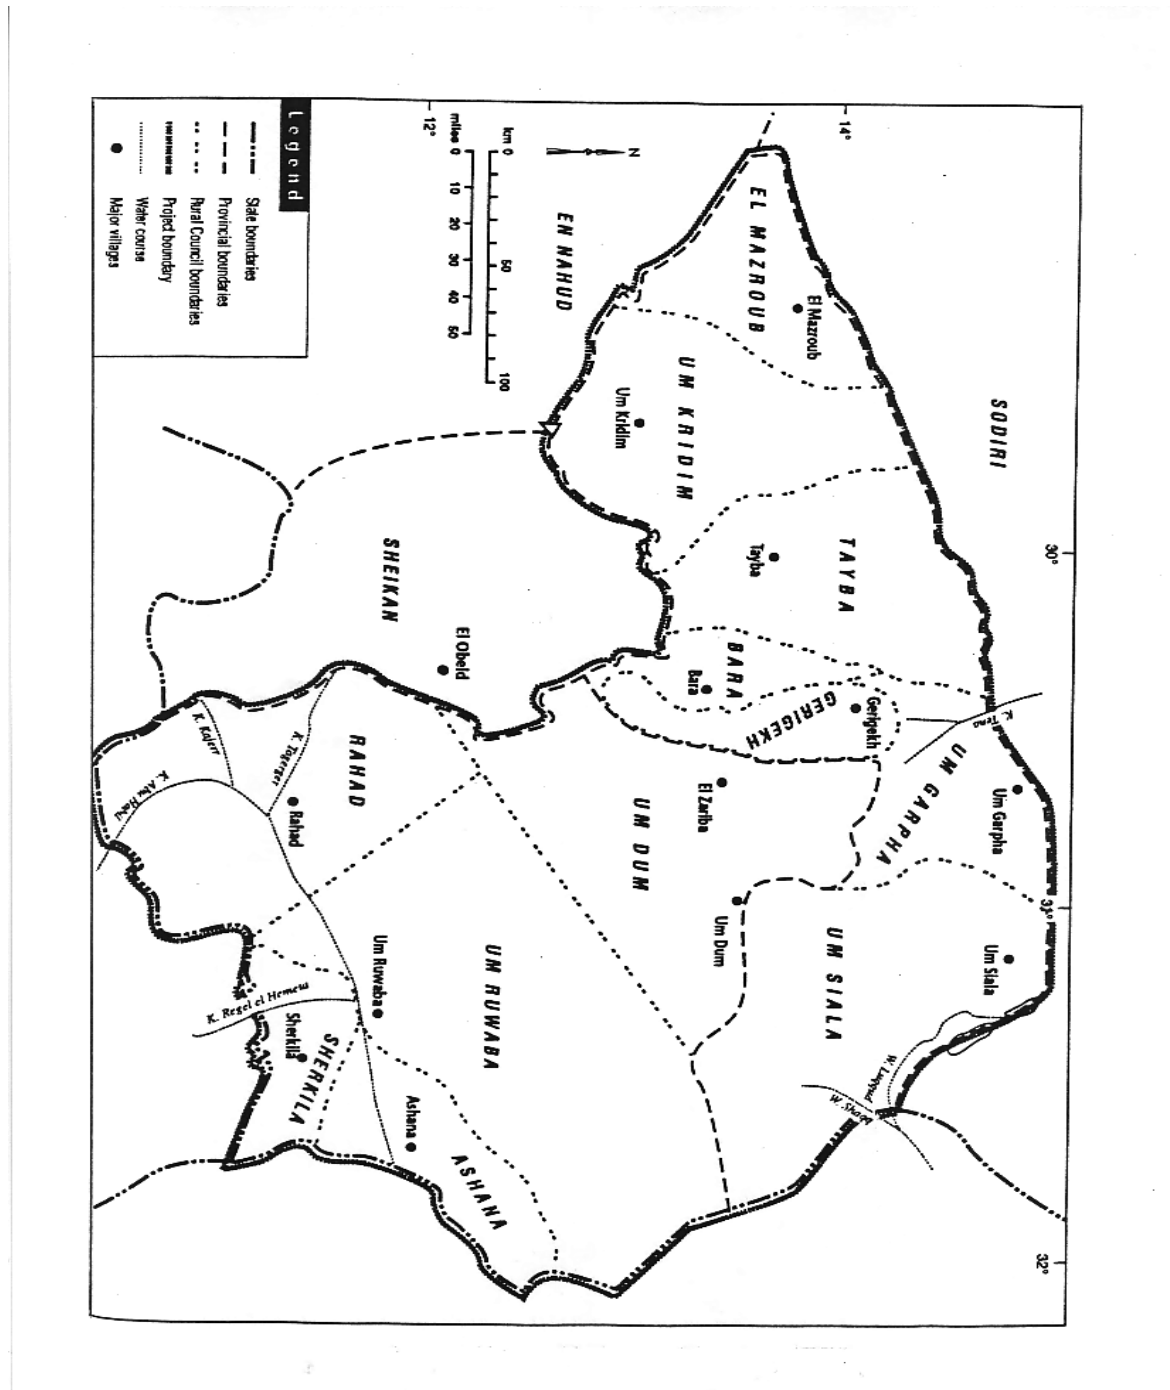 Legend
State boundaries
Provincial boundaries
Rural Council boundaries
Project boundary
Water course
Major villages
12°
14°
30°
31°
32°
km 0
50
100
miles 0
10
20
30
40
50
N
EN NAHUD
SODIRI
EL MAZROUB
El Mazroub
UM KRIDIM
Um Kridim
TAYBA
Tayba
BARA
Bara
GERIGEKH
Gerigekh
K. Tena
UM GARPHA
Um Garpha
SHEIKAN
El Obeid
RAHAD
Rahad
K. Kajerr
K. Tagerger
K. Abu Habil
UM DUM
El Zariba
Um Dum
UM SIALA
Um Siala
W. Shaqq
UM RUWABA
Um Ruwaba
K. Regel el Hemeus
SHERKILA
Sherkila
ASHANA
Ashana